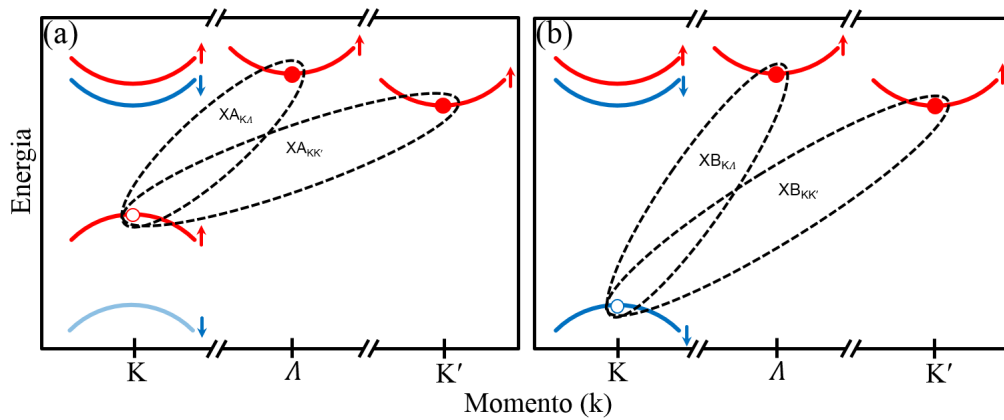 (a)
(b)
Energia
XA_KΛ
XA_KK′
XB_KΛ
XB_KK′
K
Λ
K′
K
Λ
K′
Momento (k)